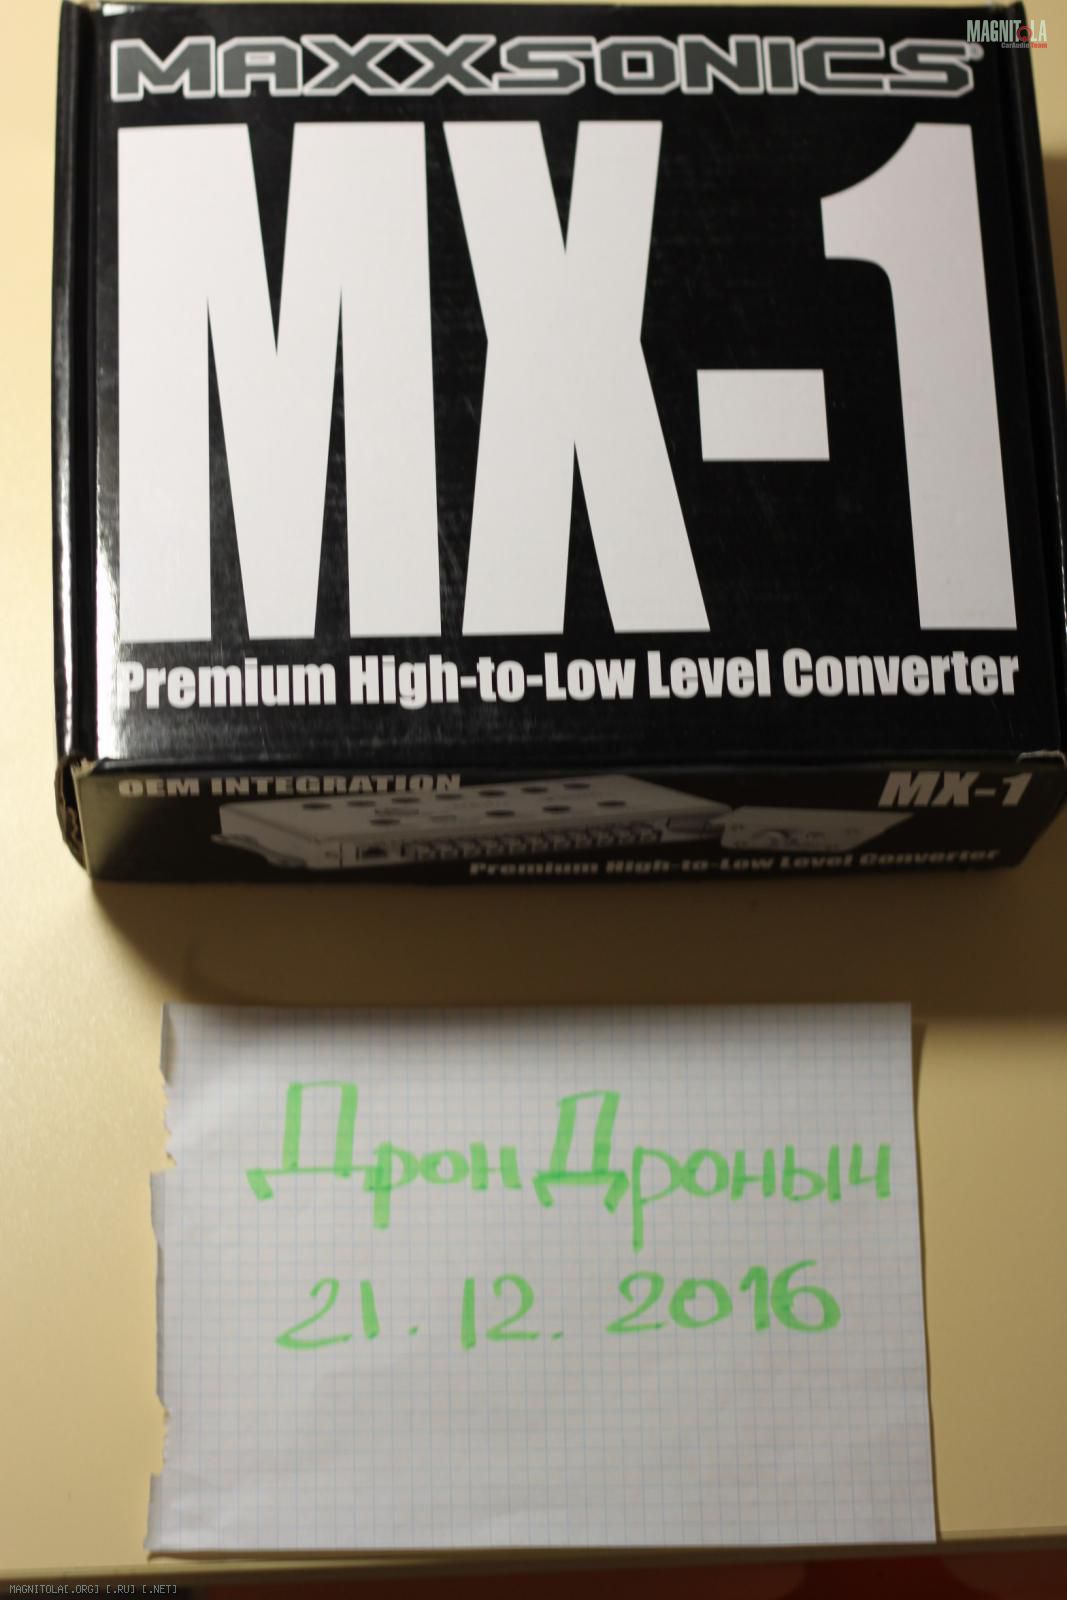 MAGNITOLA
CarAudioTeam
MAXXSONICS®
MX-1
Premium High-to-Low Level Converter
OEM INTEGRATION
MX-1
Premium High-to-Low Level Converter
ДронДроныч
21.12.2016
MAGNITOLA[.ORG] [.RU] [.NET]